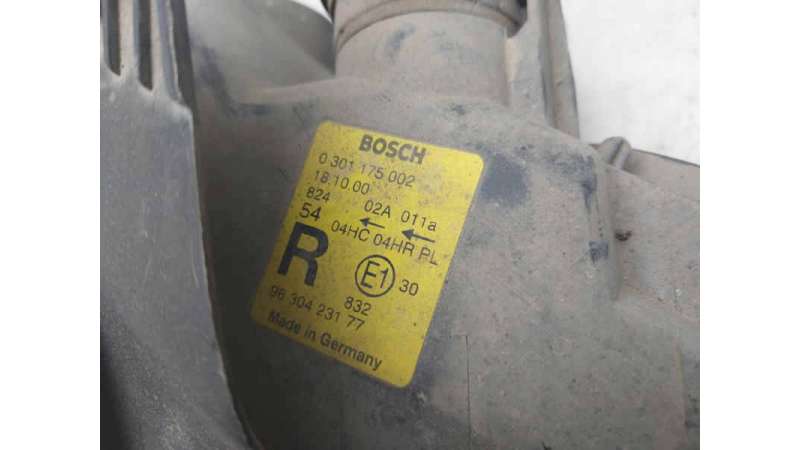 BOSCH
0 301 175 002
18.10.00
824 02A 011a
54 ← ←
04HC 04HR PL
R E1 30
832
96 304 231 77
Made in Germany